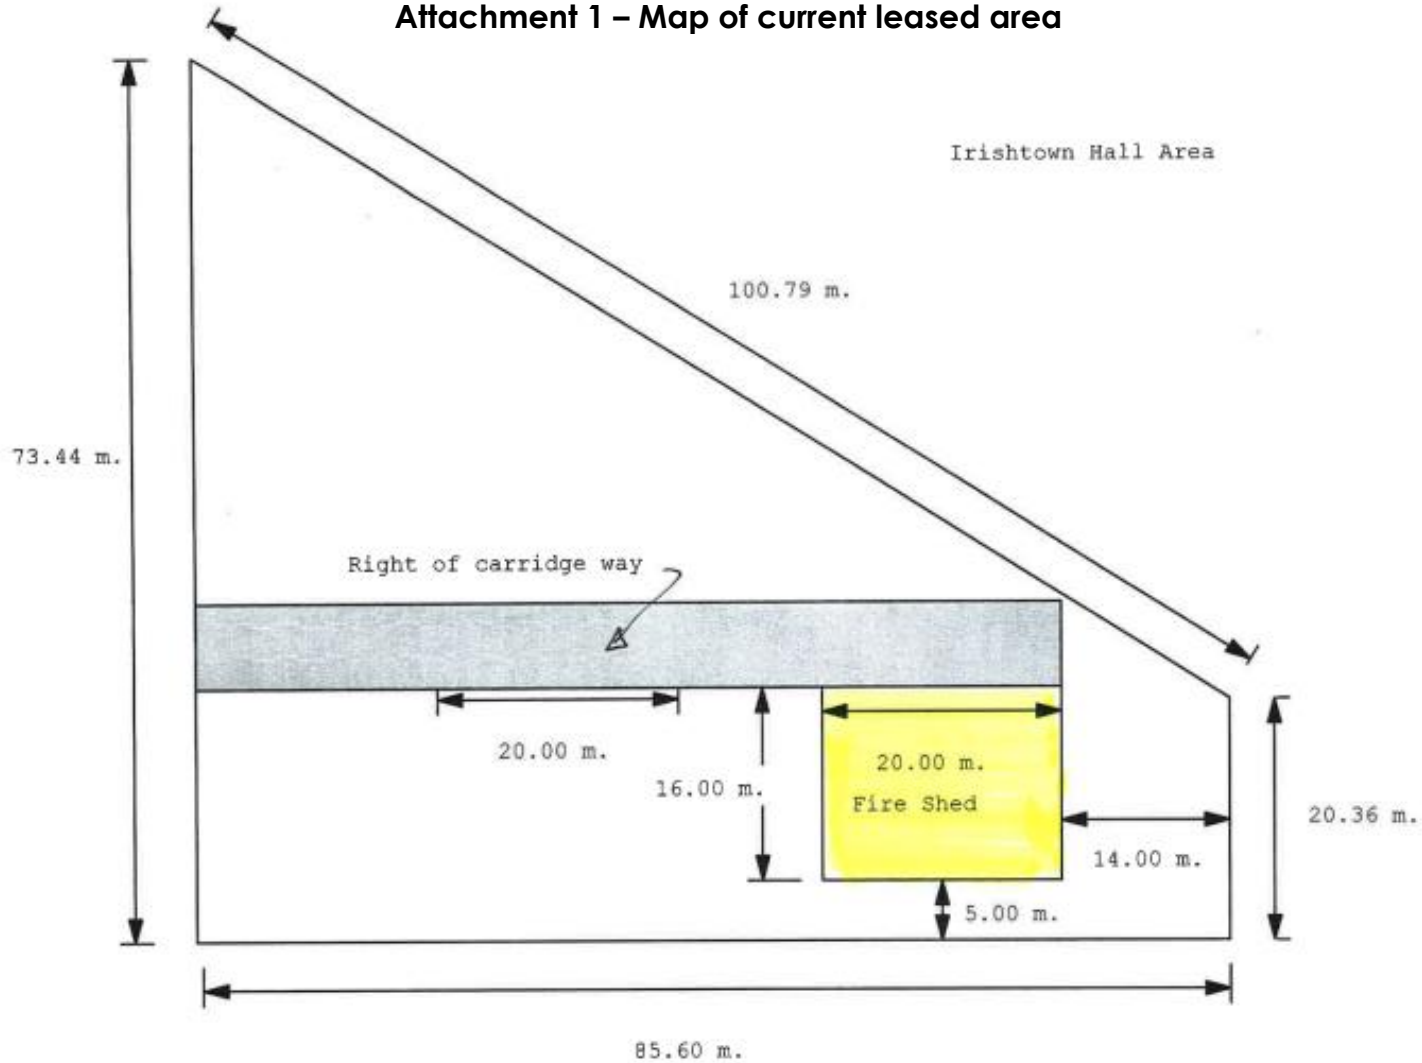 Attachment 1 – Map of current leased area
Irishtown Hall Area
100.79 m.
73.44 m.
Right of carridge way
20.00 m.
16.00 m.
20.00 m.
Fire Shed
20.36 m.
14.00 m.
5.00 m.
85.60 m.